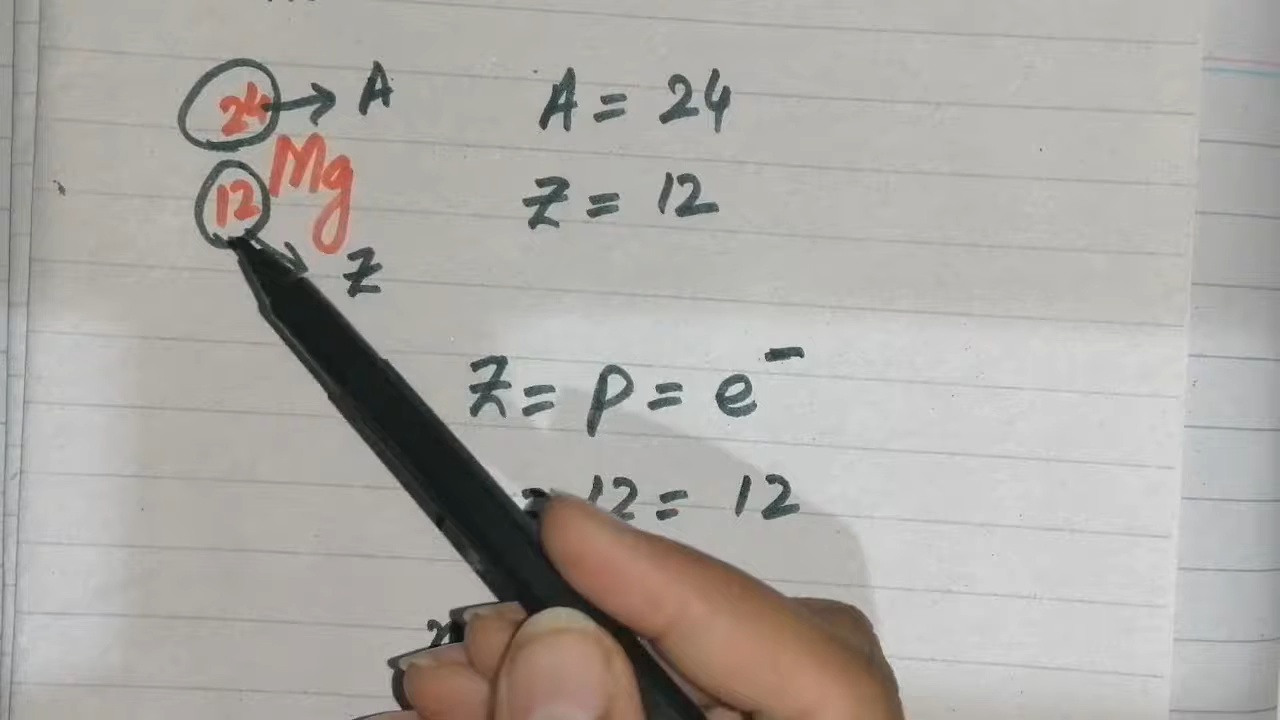 24 → A
Mg
12
Z
A = 24
Z = 12
Z = P = e⁻
12 = 12